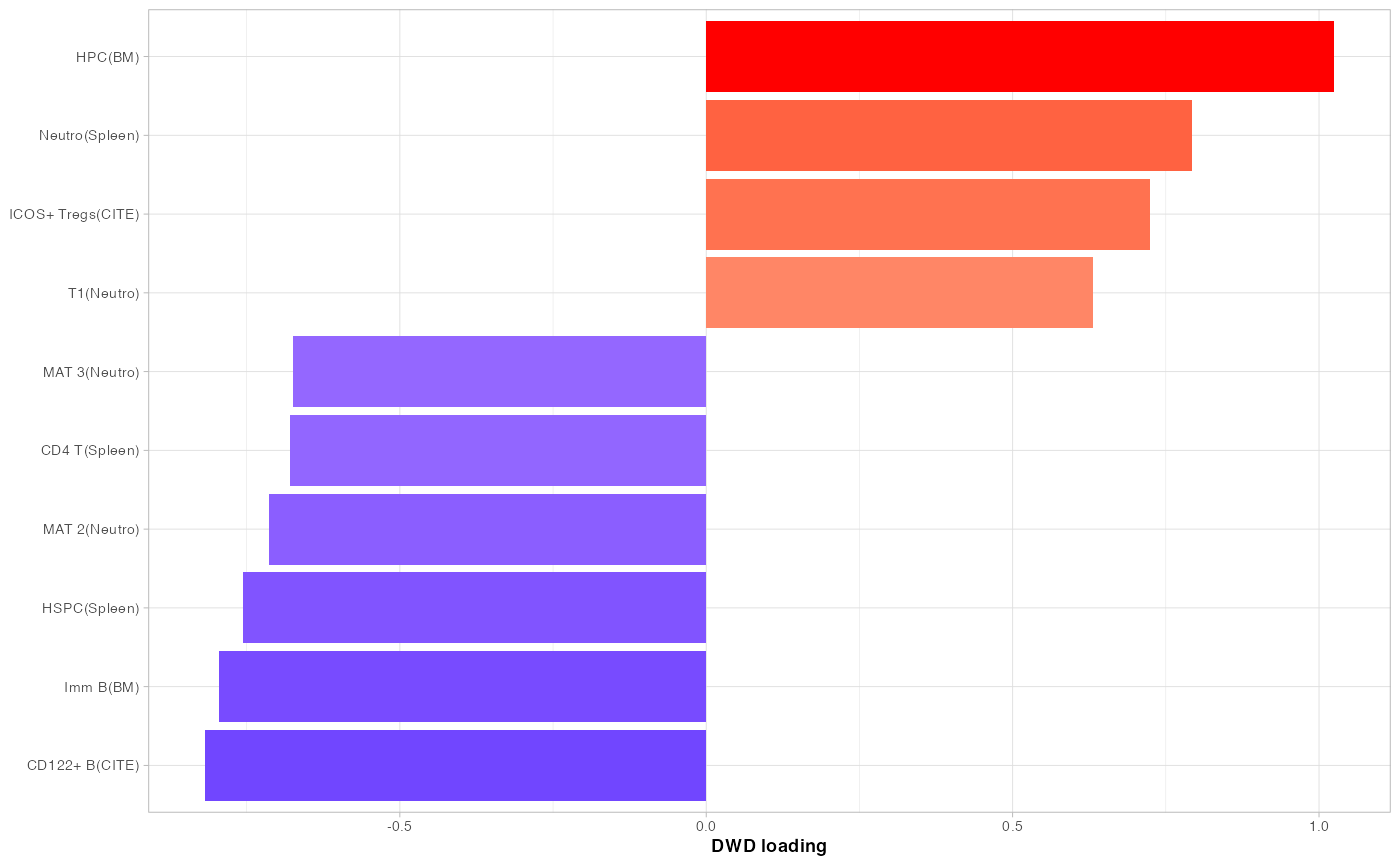 HPC(BM)
Neutro(Spleen)
ICOS+ Tregs(CITE)
T1(Neutro)
MAT 3(Neutro)
CD4 T(Spleen)
MAT 2(Neutro)
HSPC(Spleen)
Imm B(BM)
CD122+ B(CITE)
-0.5 0.0 0.5 1.0
DWD loading